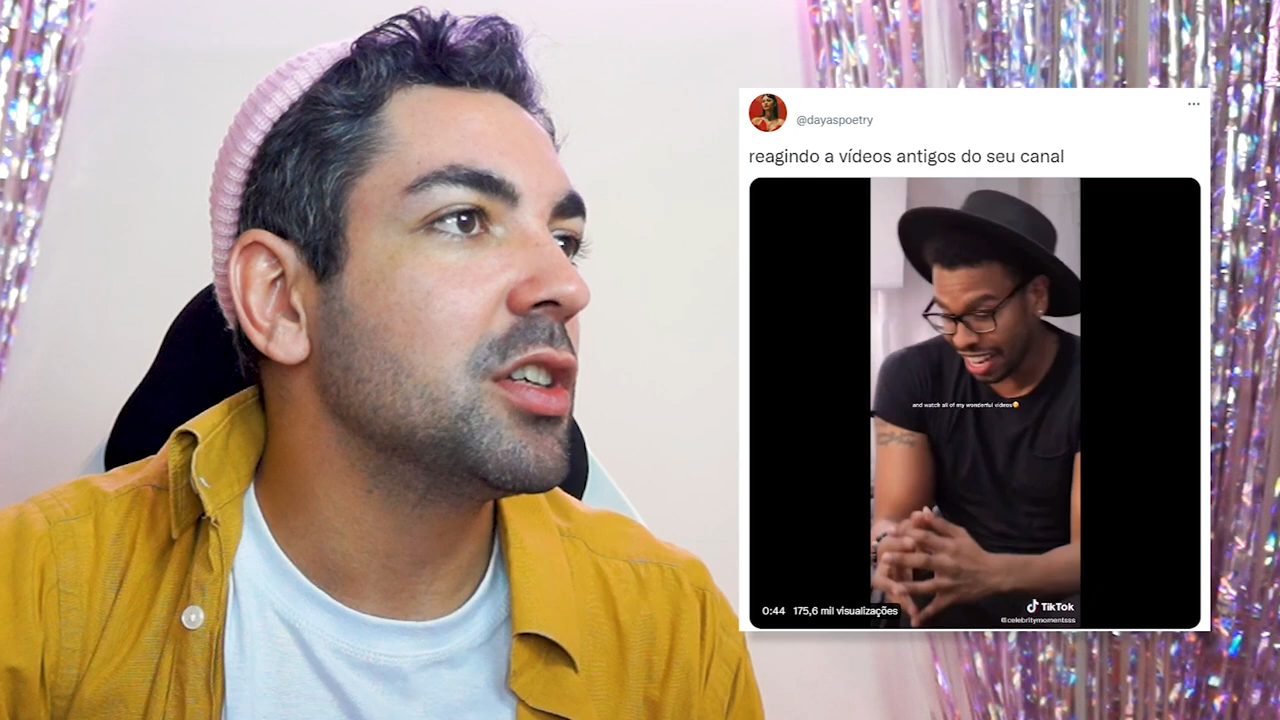 @dayaspoetry
reagindo a vídeos antigos do seu canal
and watch all of my wonderful videos
0:44 175,6 mil visualizações
TikTok
@celebritymomentsss